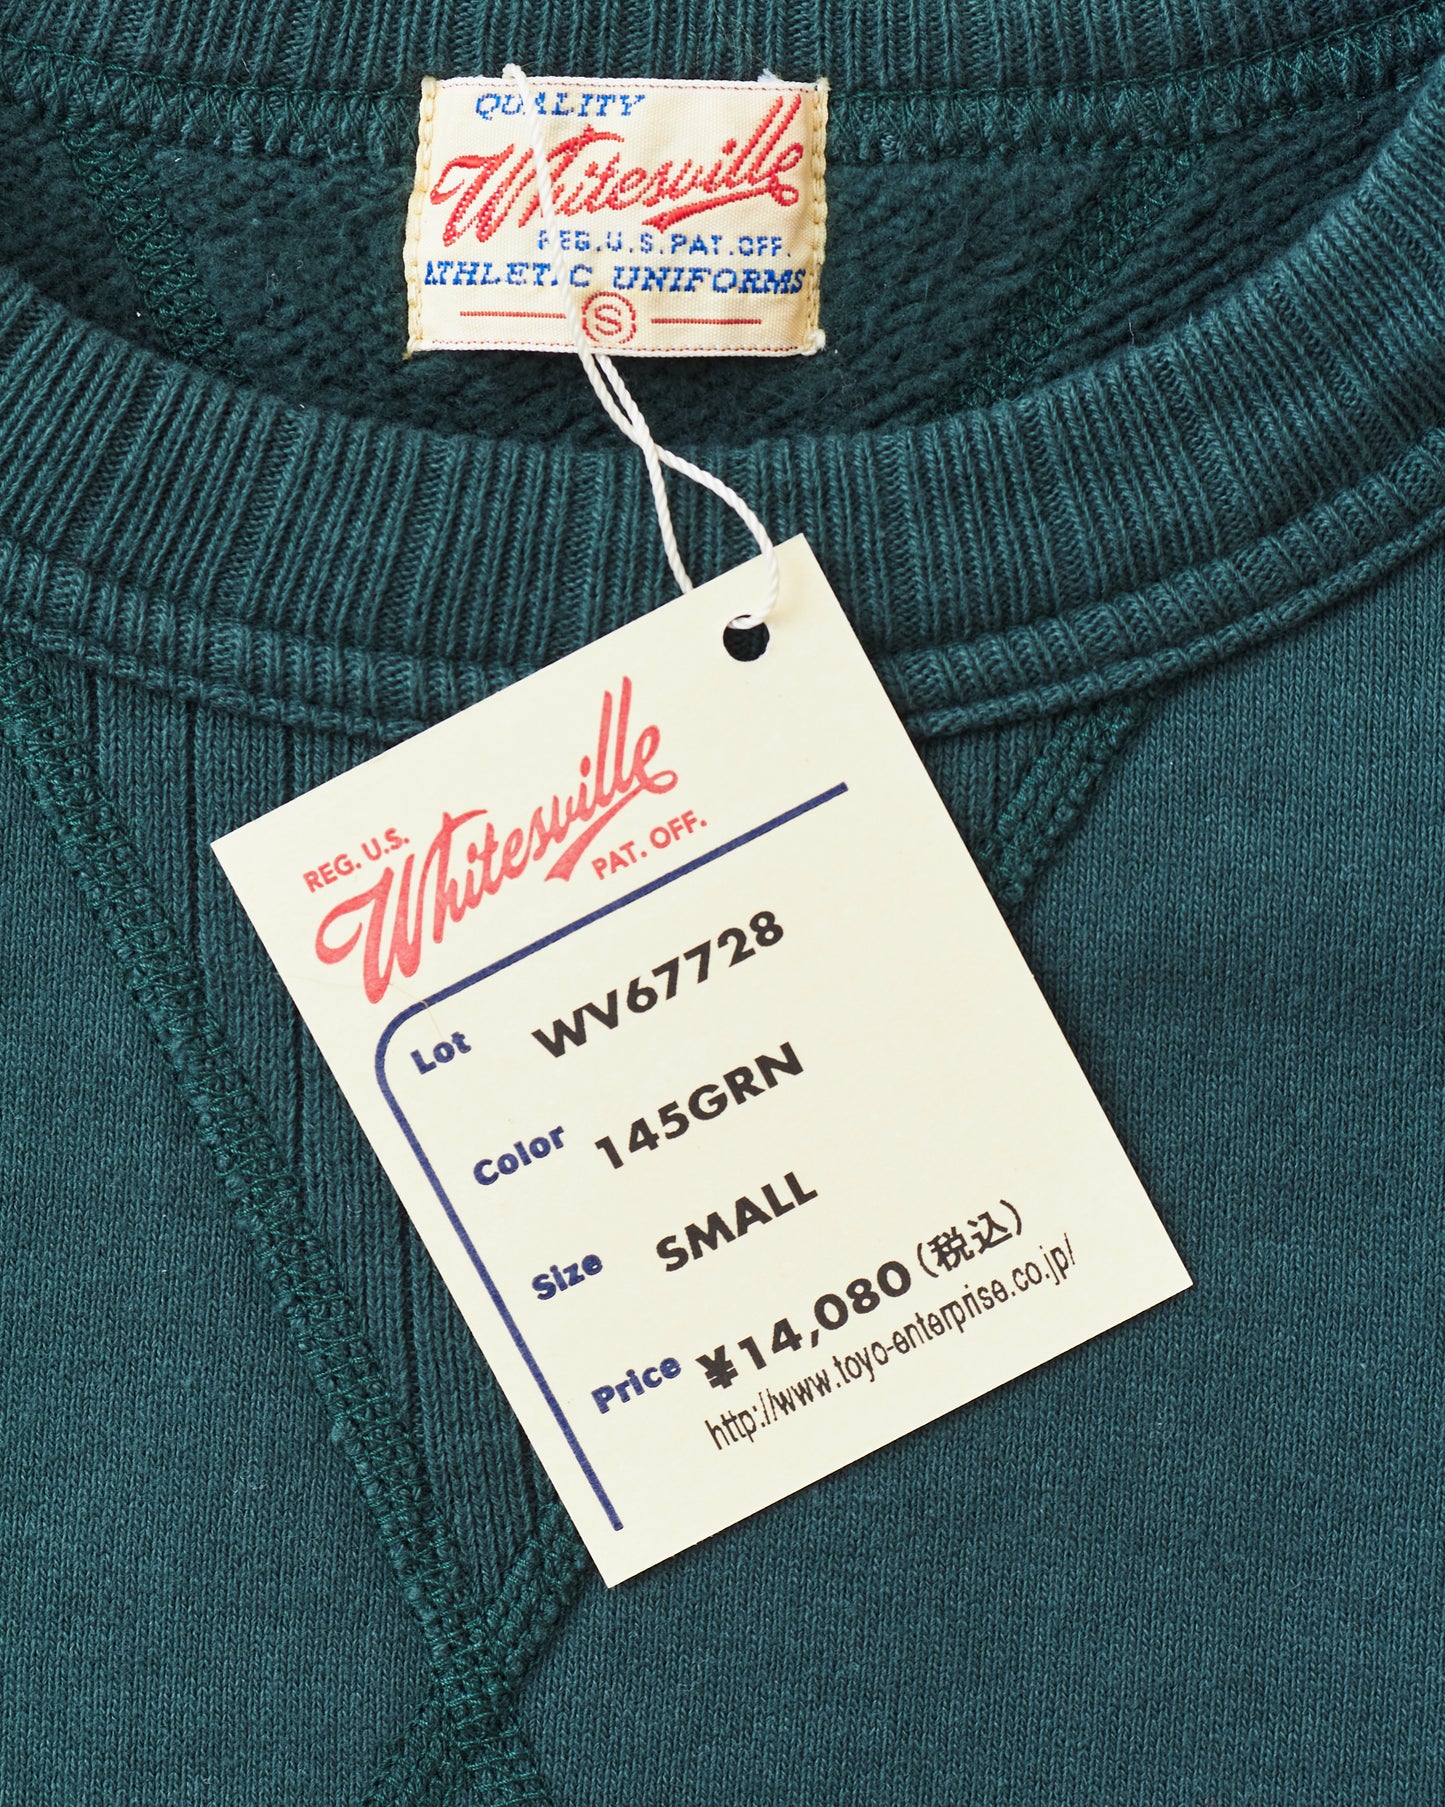 QUALITY
Whitesville
REG.U.S.PAT.OFF.
ATHLETIC UNIFORMS
S
REG. U.S.
Whitesville
PAT. OFF.
Lot WV67728
Color 145GRN
Size SMALL
Price ¥14,080(税込)
http://www.toyo-enterprise.co.jp/